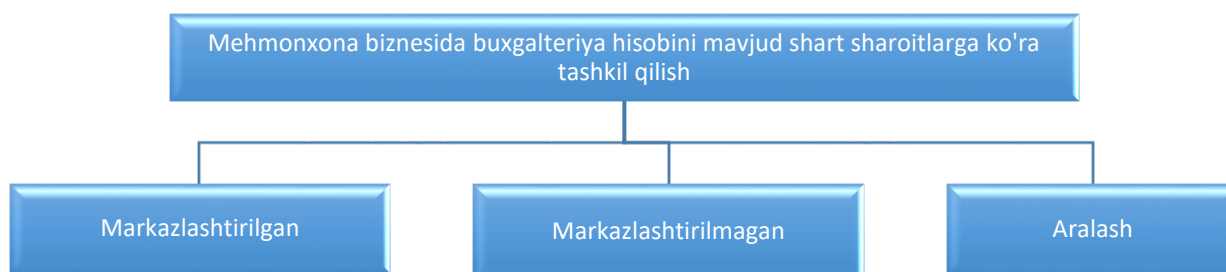 Mehmonxona biznesida buxgalteriya hisobini mavjud shart sharoitlarga ko'ra
tashkil qilish
Markazlashtirilgan
Markazlashtirilmagan
Aralash